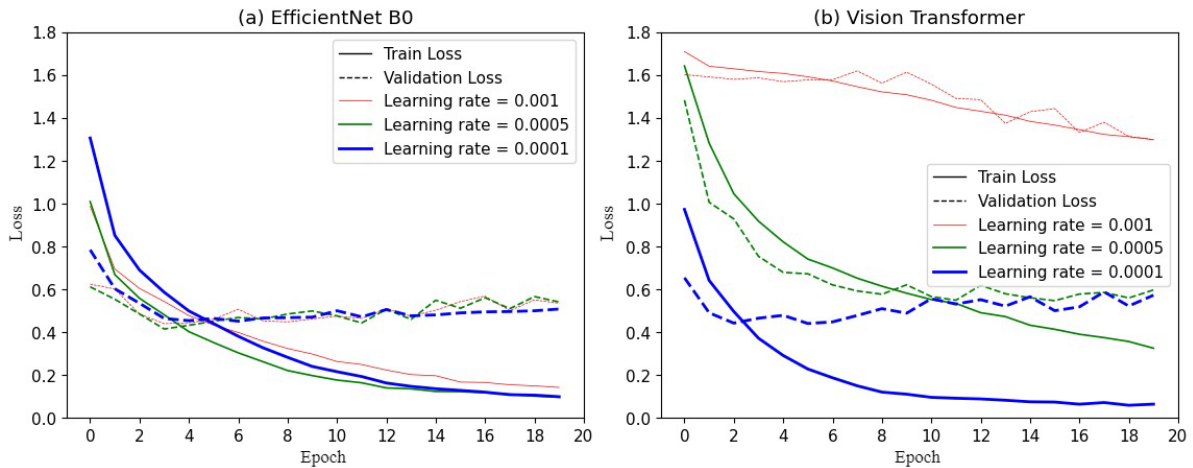 (a) EfficientNet B0
1.8
1.6
1.4
1.2
1.0
0.8
0.6
0.4
0.2
0.0
Loss
Train Loss
Validation Loss
Learning rate = 0.001
Learning rate = 0.0005
Learning rate = 0.0001
0 2 4 6 8 10 12 14 16 18 20
Epoch
(b) Vision Transformer
1.8
1.6
1.4
1.2
1.0
0.8
0.6
0.4
0.2
0.0
Loss
Train Loss
Validation Loss
Learning rate = 0.001
Learning rate = 0.0005
Learning rate = 0.0001
0 2 4 6 8 10 12 14 16 18 20
Epoch